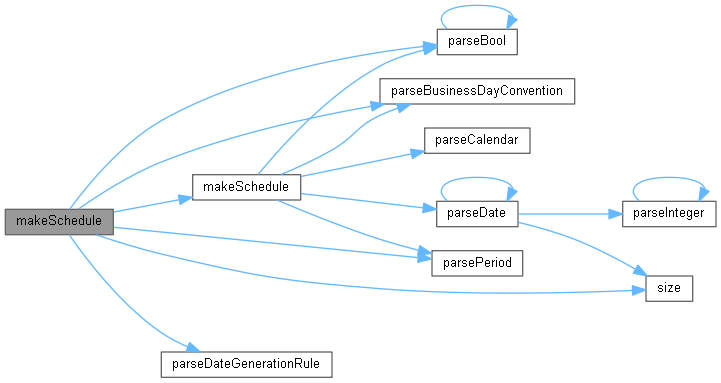 parseBool
parseBusinessDayConvention
parseCalendar
makeSchedule
parseDate
parseInteger
makeSchedule
parsePeriod
size
parseDateGenerationRule